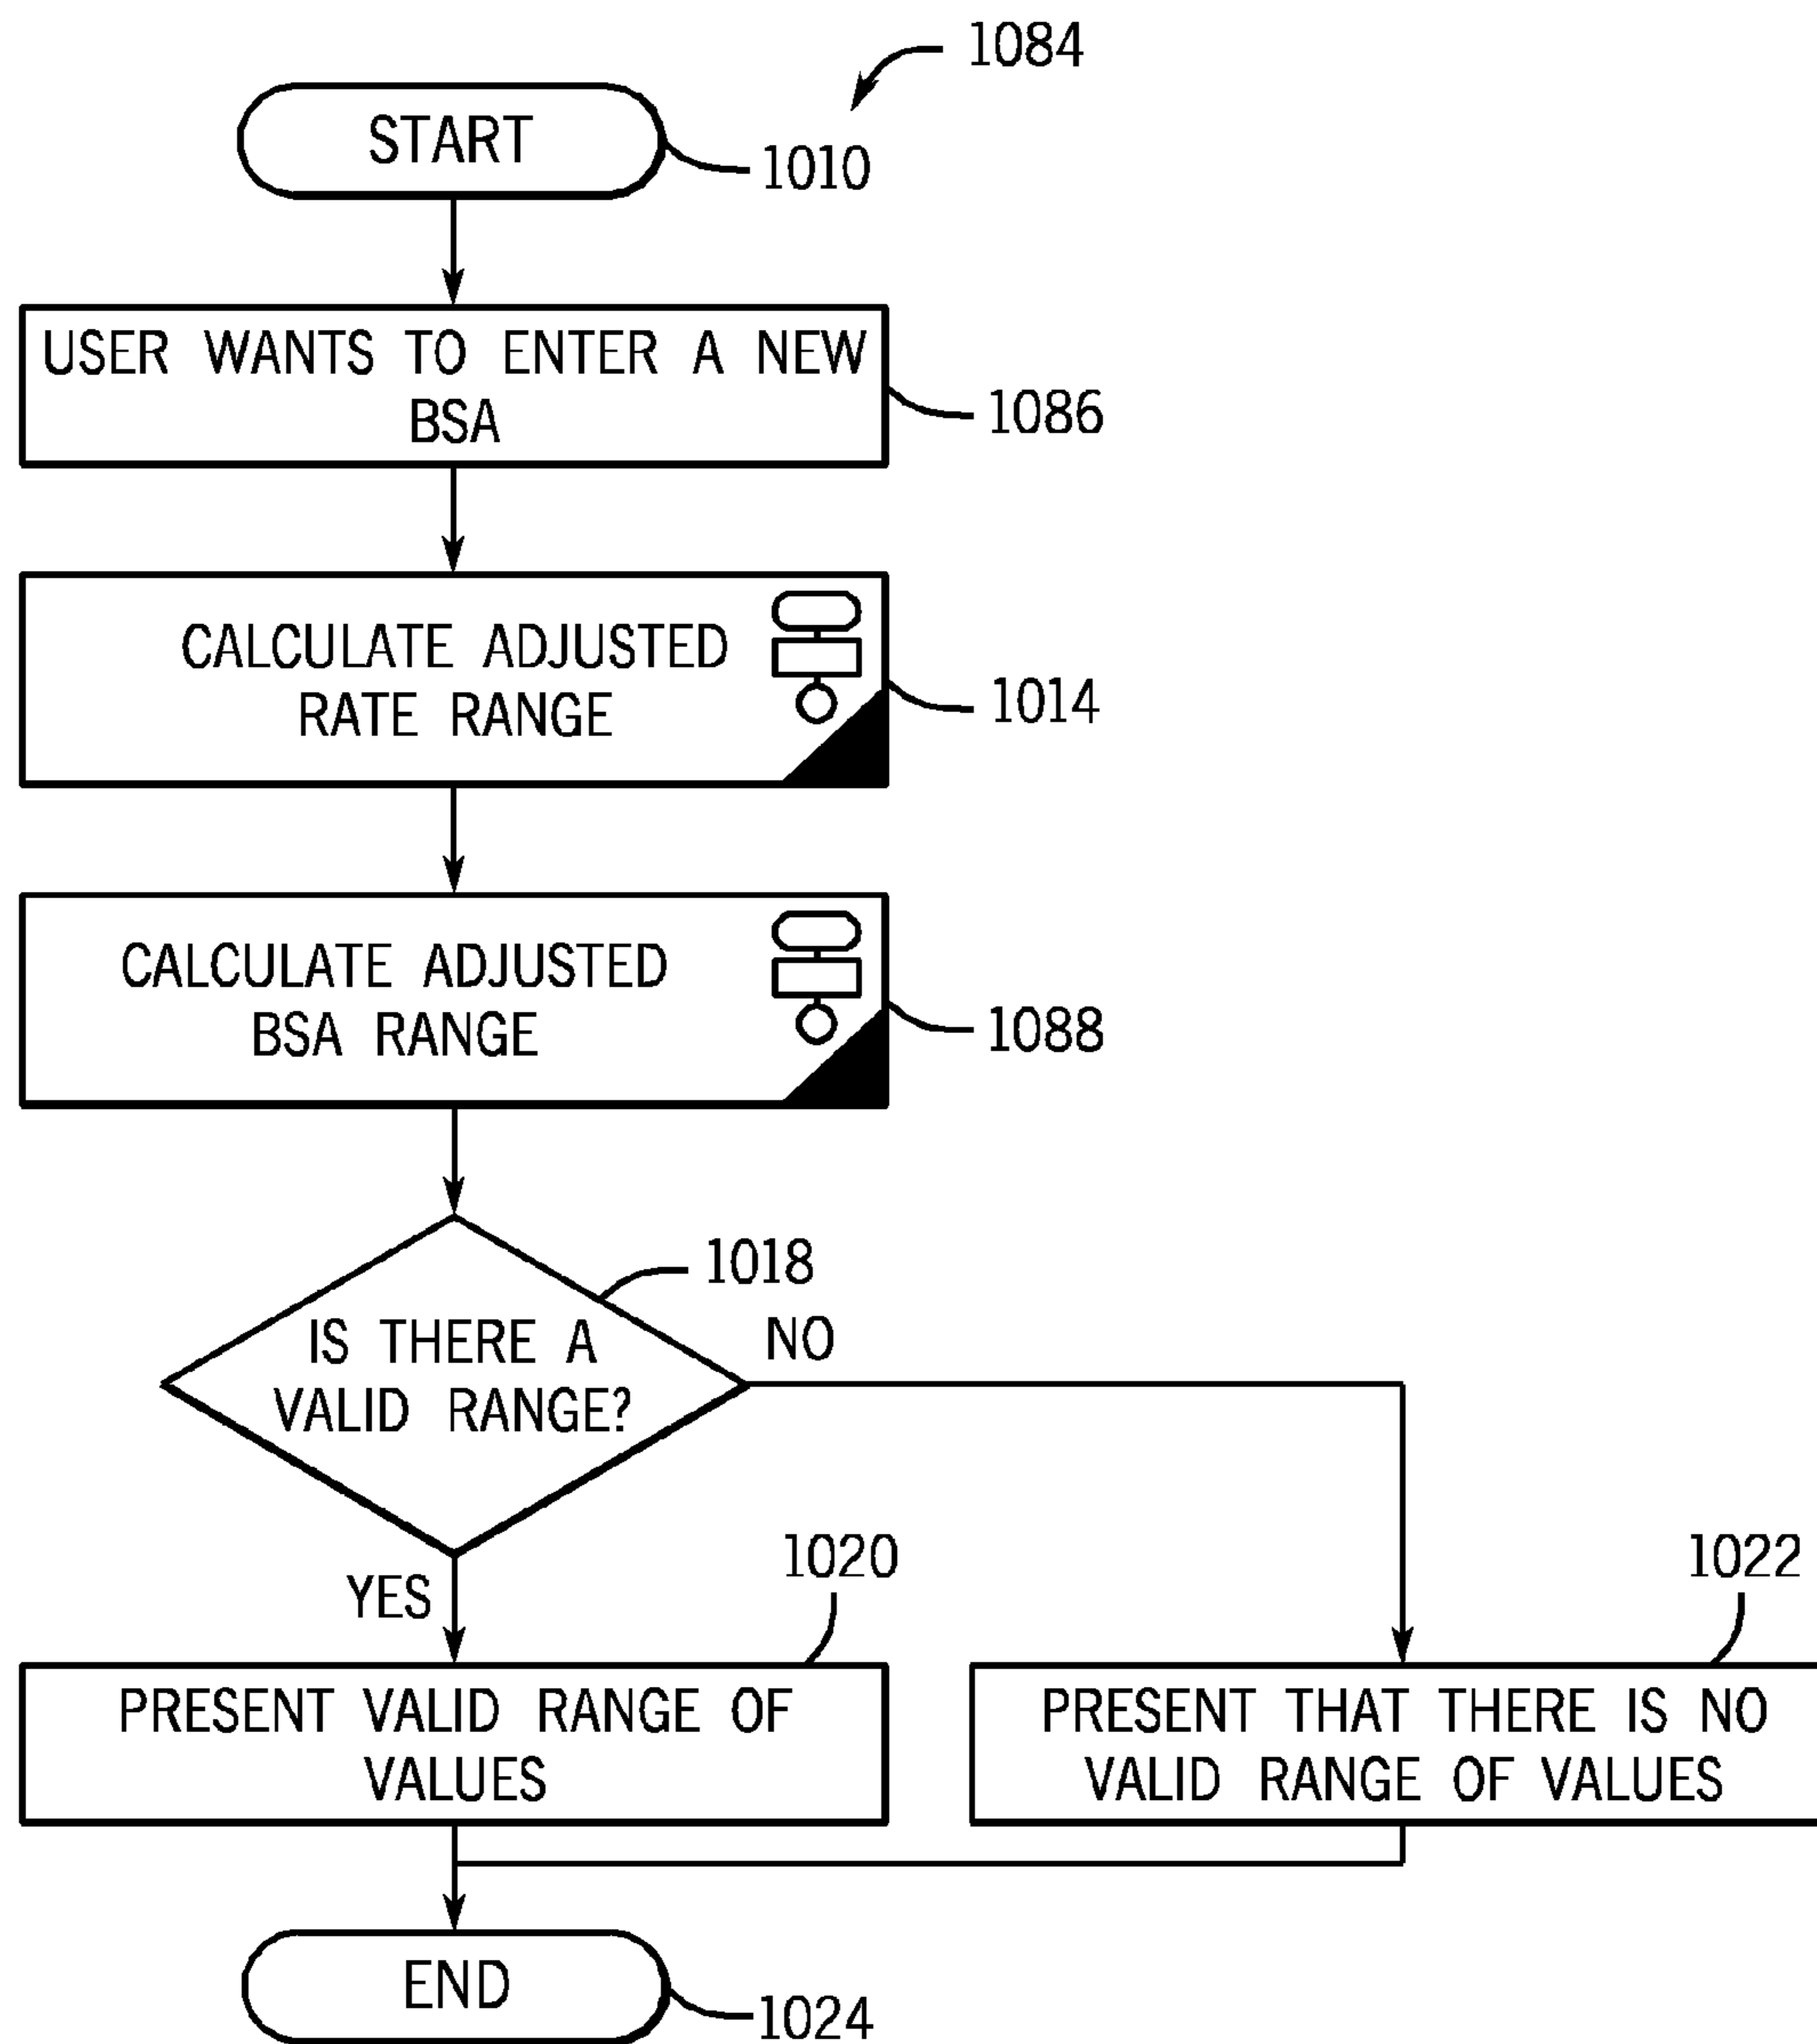 1084
START
1010
USER WANTS TO ENTER A NEW
BSA
1086
CALCULATE ADJUSTED
RATE RANGE
1014
CALCULATE ADJUSTED
BSA RANGE
1088
1018
IS THERE A
VALID RANGE?
NO
YES
1020
1022
PRESENT VALID RANGE OF
VALUES
PRESENT THAT THERE IS NO
VALID RANGE OF VALUES
END
1024